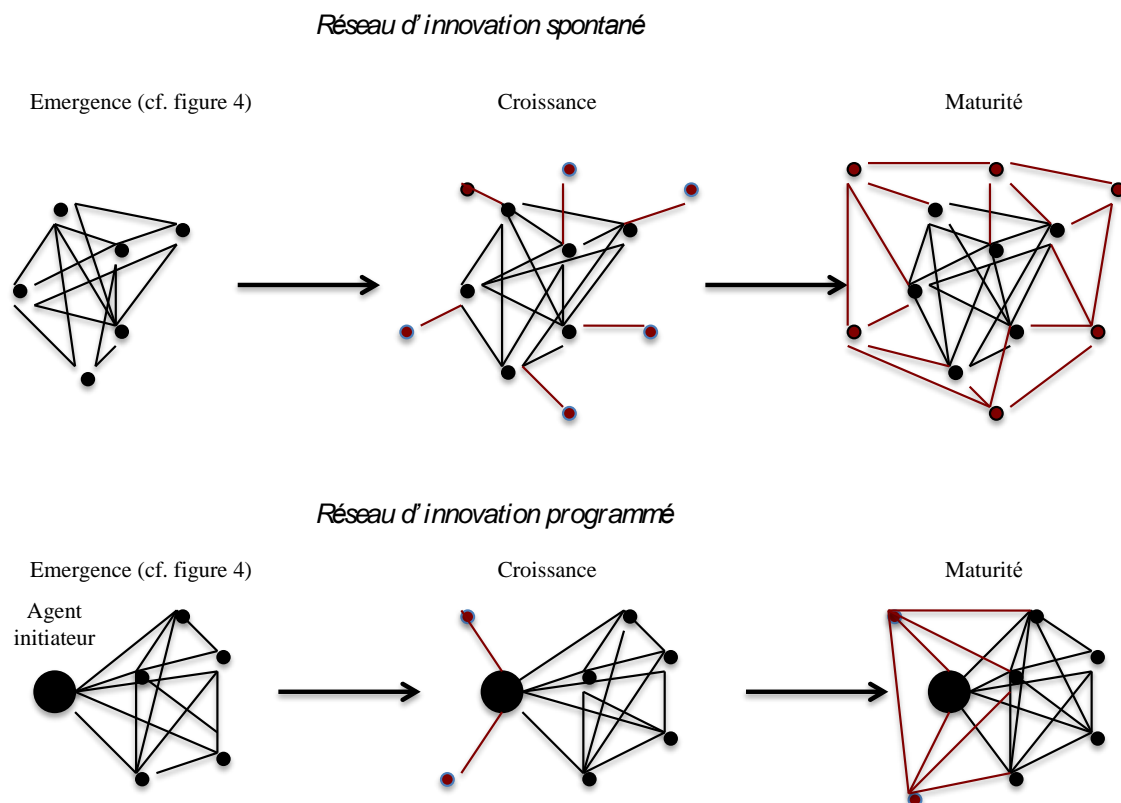 Réseau d’innovation spontané
Emergence (cf. figure 4)
Croissance
Maturité
Réseau d’innovation programmé
Emergence (cf. figure 4)
Croissance
Maturité
Agent
initiateur